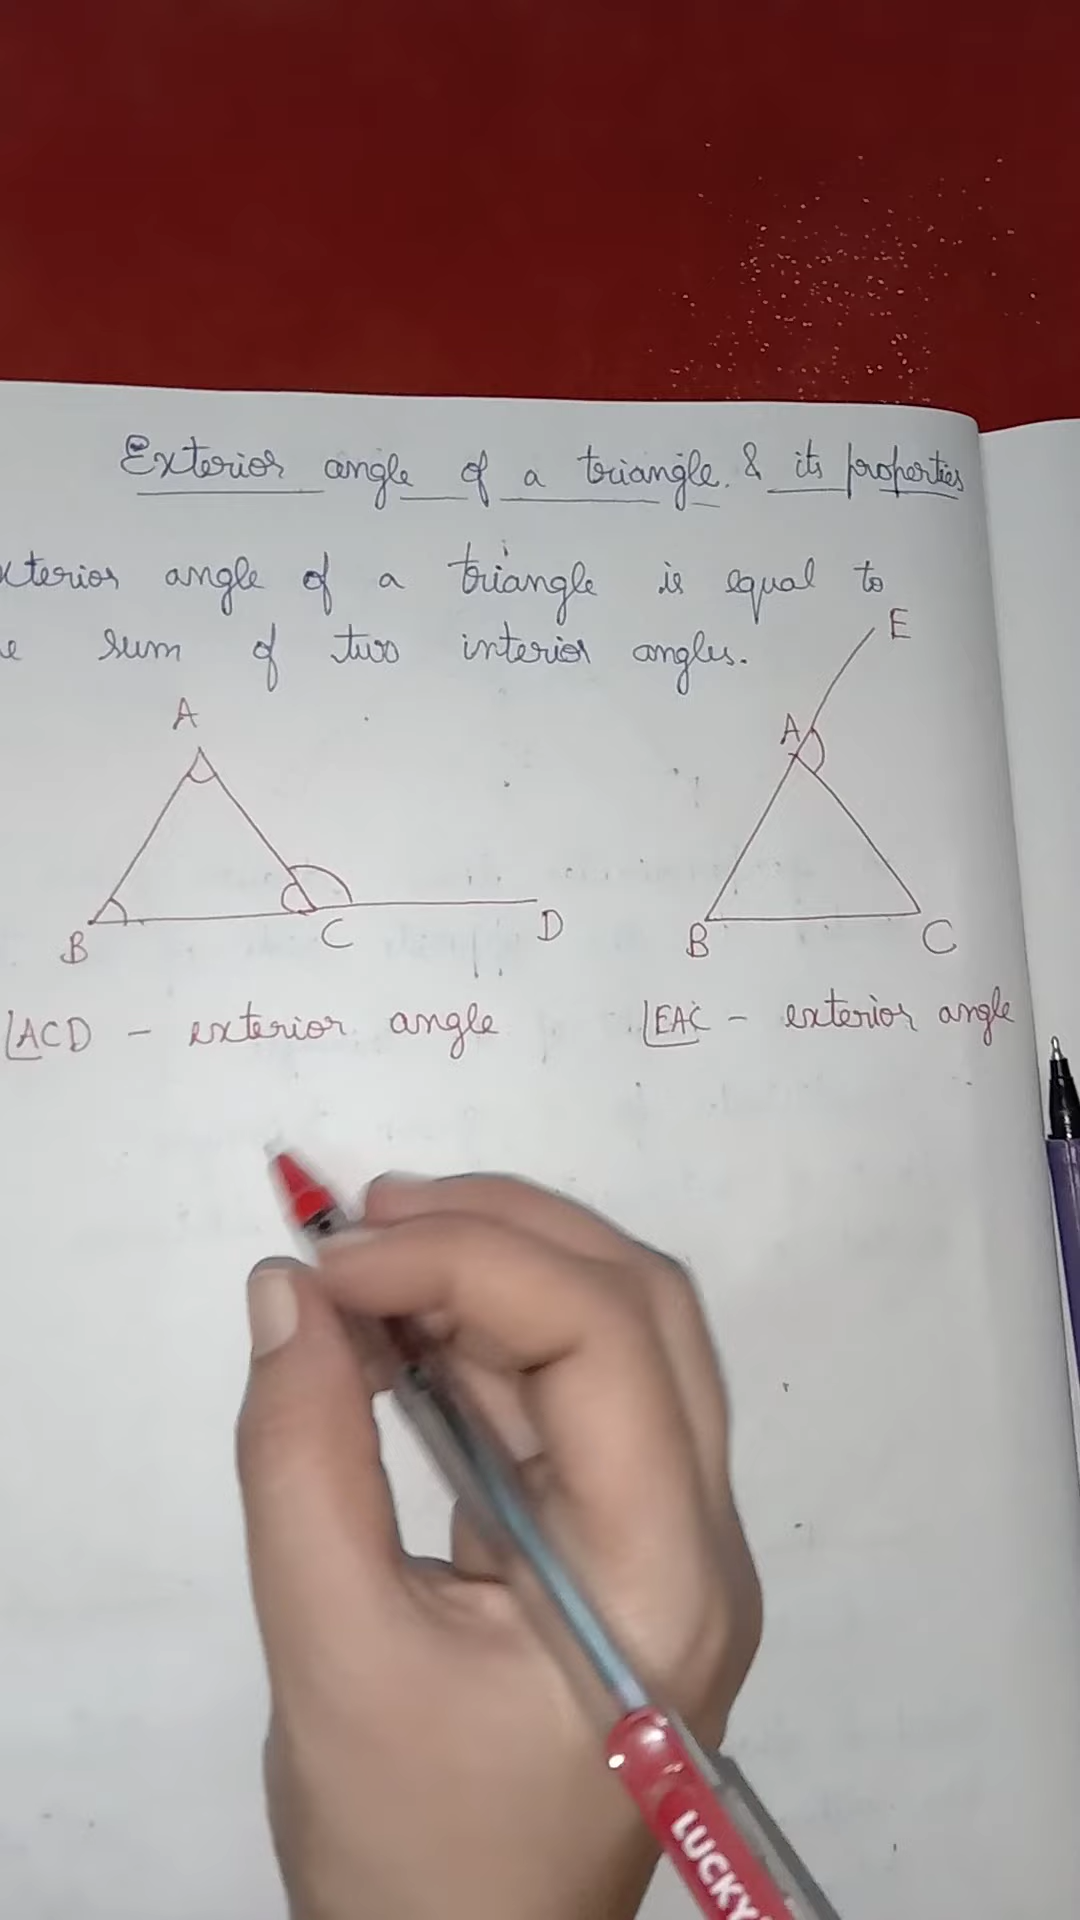 Exterior angle of a triangle. & its properties
xterior angle of a triangle is equal to
e sum of two interior angles.
E
A
A
B
C
D
B
C
∠ACD - exterior angle
∠EAC - exterior angle
LUCKY